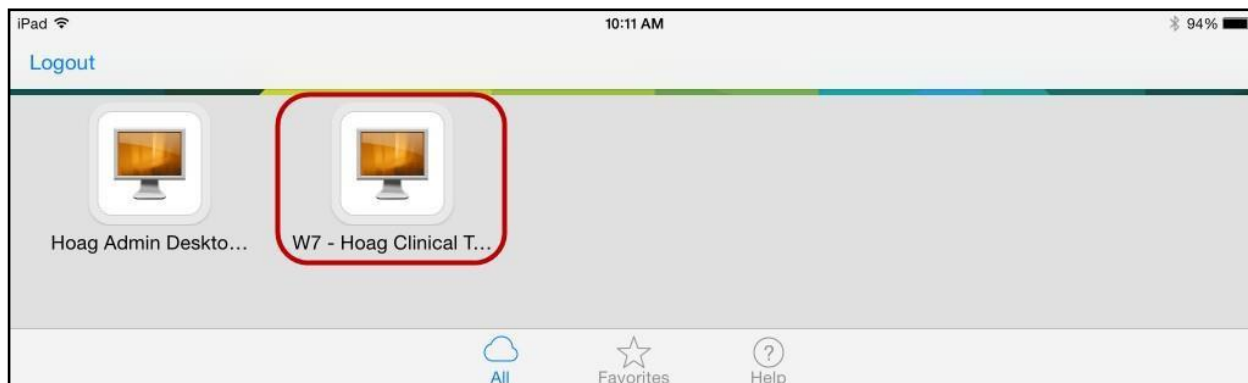 iPad 10:11 AM 94%
Logout
Hoag Admin Deskto... W7 - Hoag Clinical T...
?
All Favorites Help